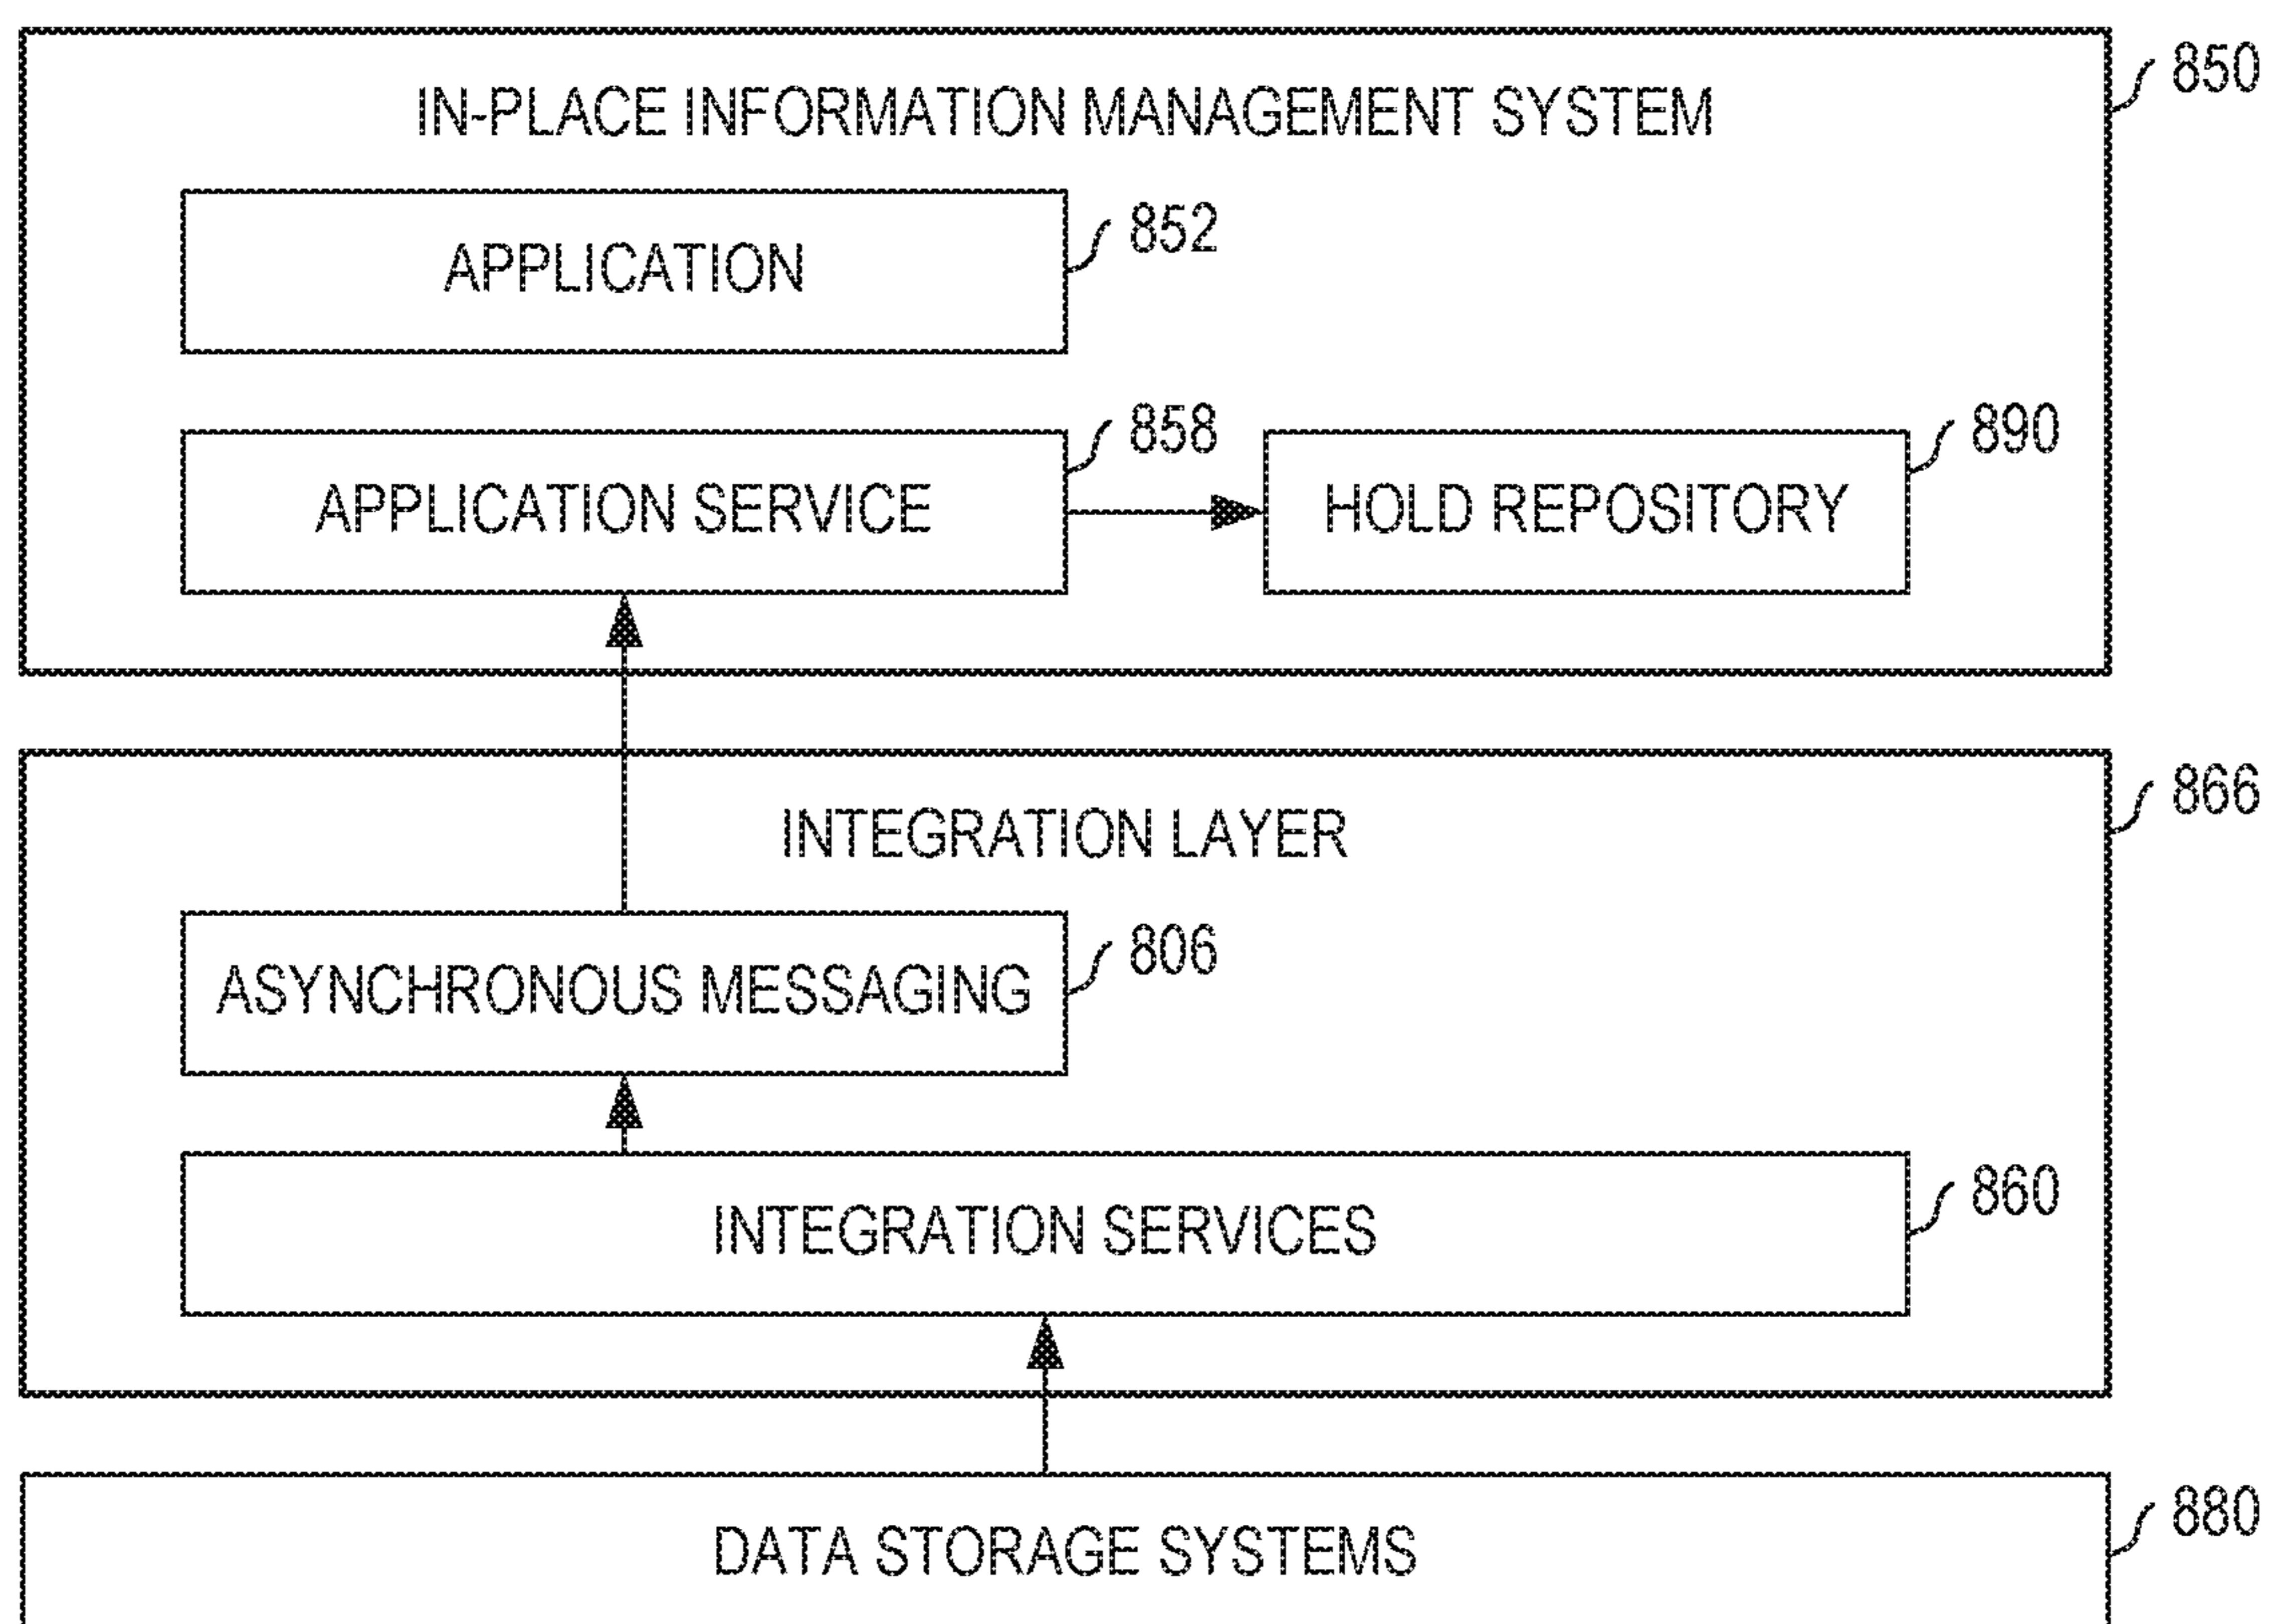 850
IN-PLACE INFORMATION MANAGEMENT SYSTEM
852
APPLICATION
858
890
APPLICATION SERVICE
HOLD REPOSITORY
866
INTEGRATION LAYER
806
ASYNCHRONOUS MESSAGING
860
INTEGRATION SERVICES
880
DATA STORAGE SYSTEMS